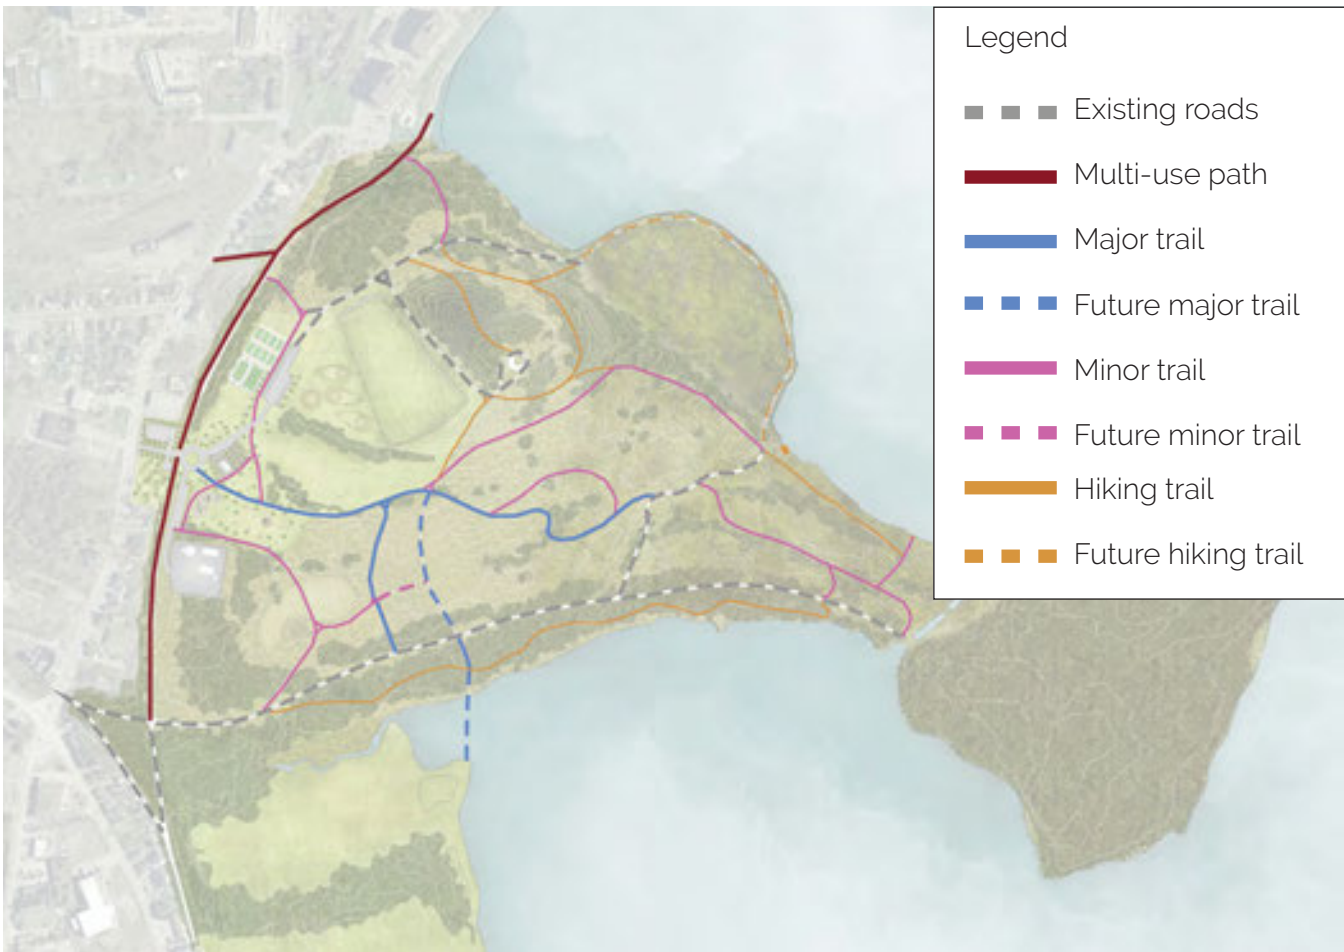 Legend
Existing roads
Multi-use path
Major trail
Future major trail
Minor trail
Future minor trail
Hiking trail
Future hiking trail